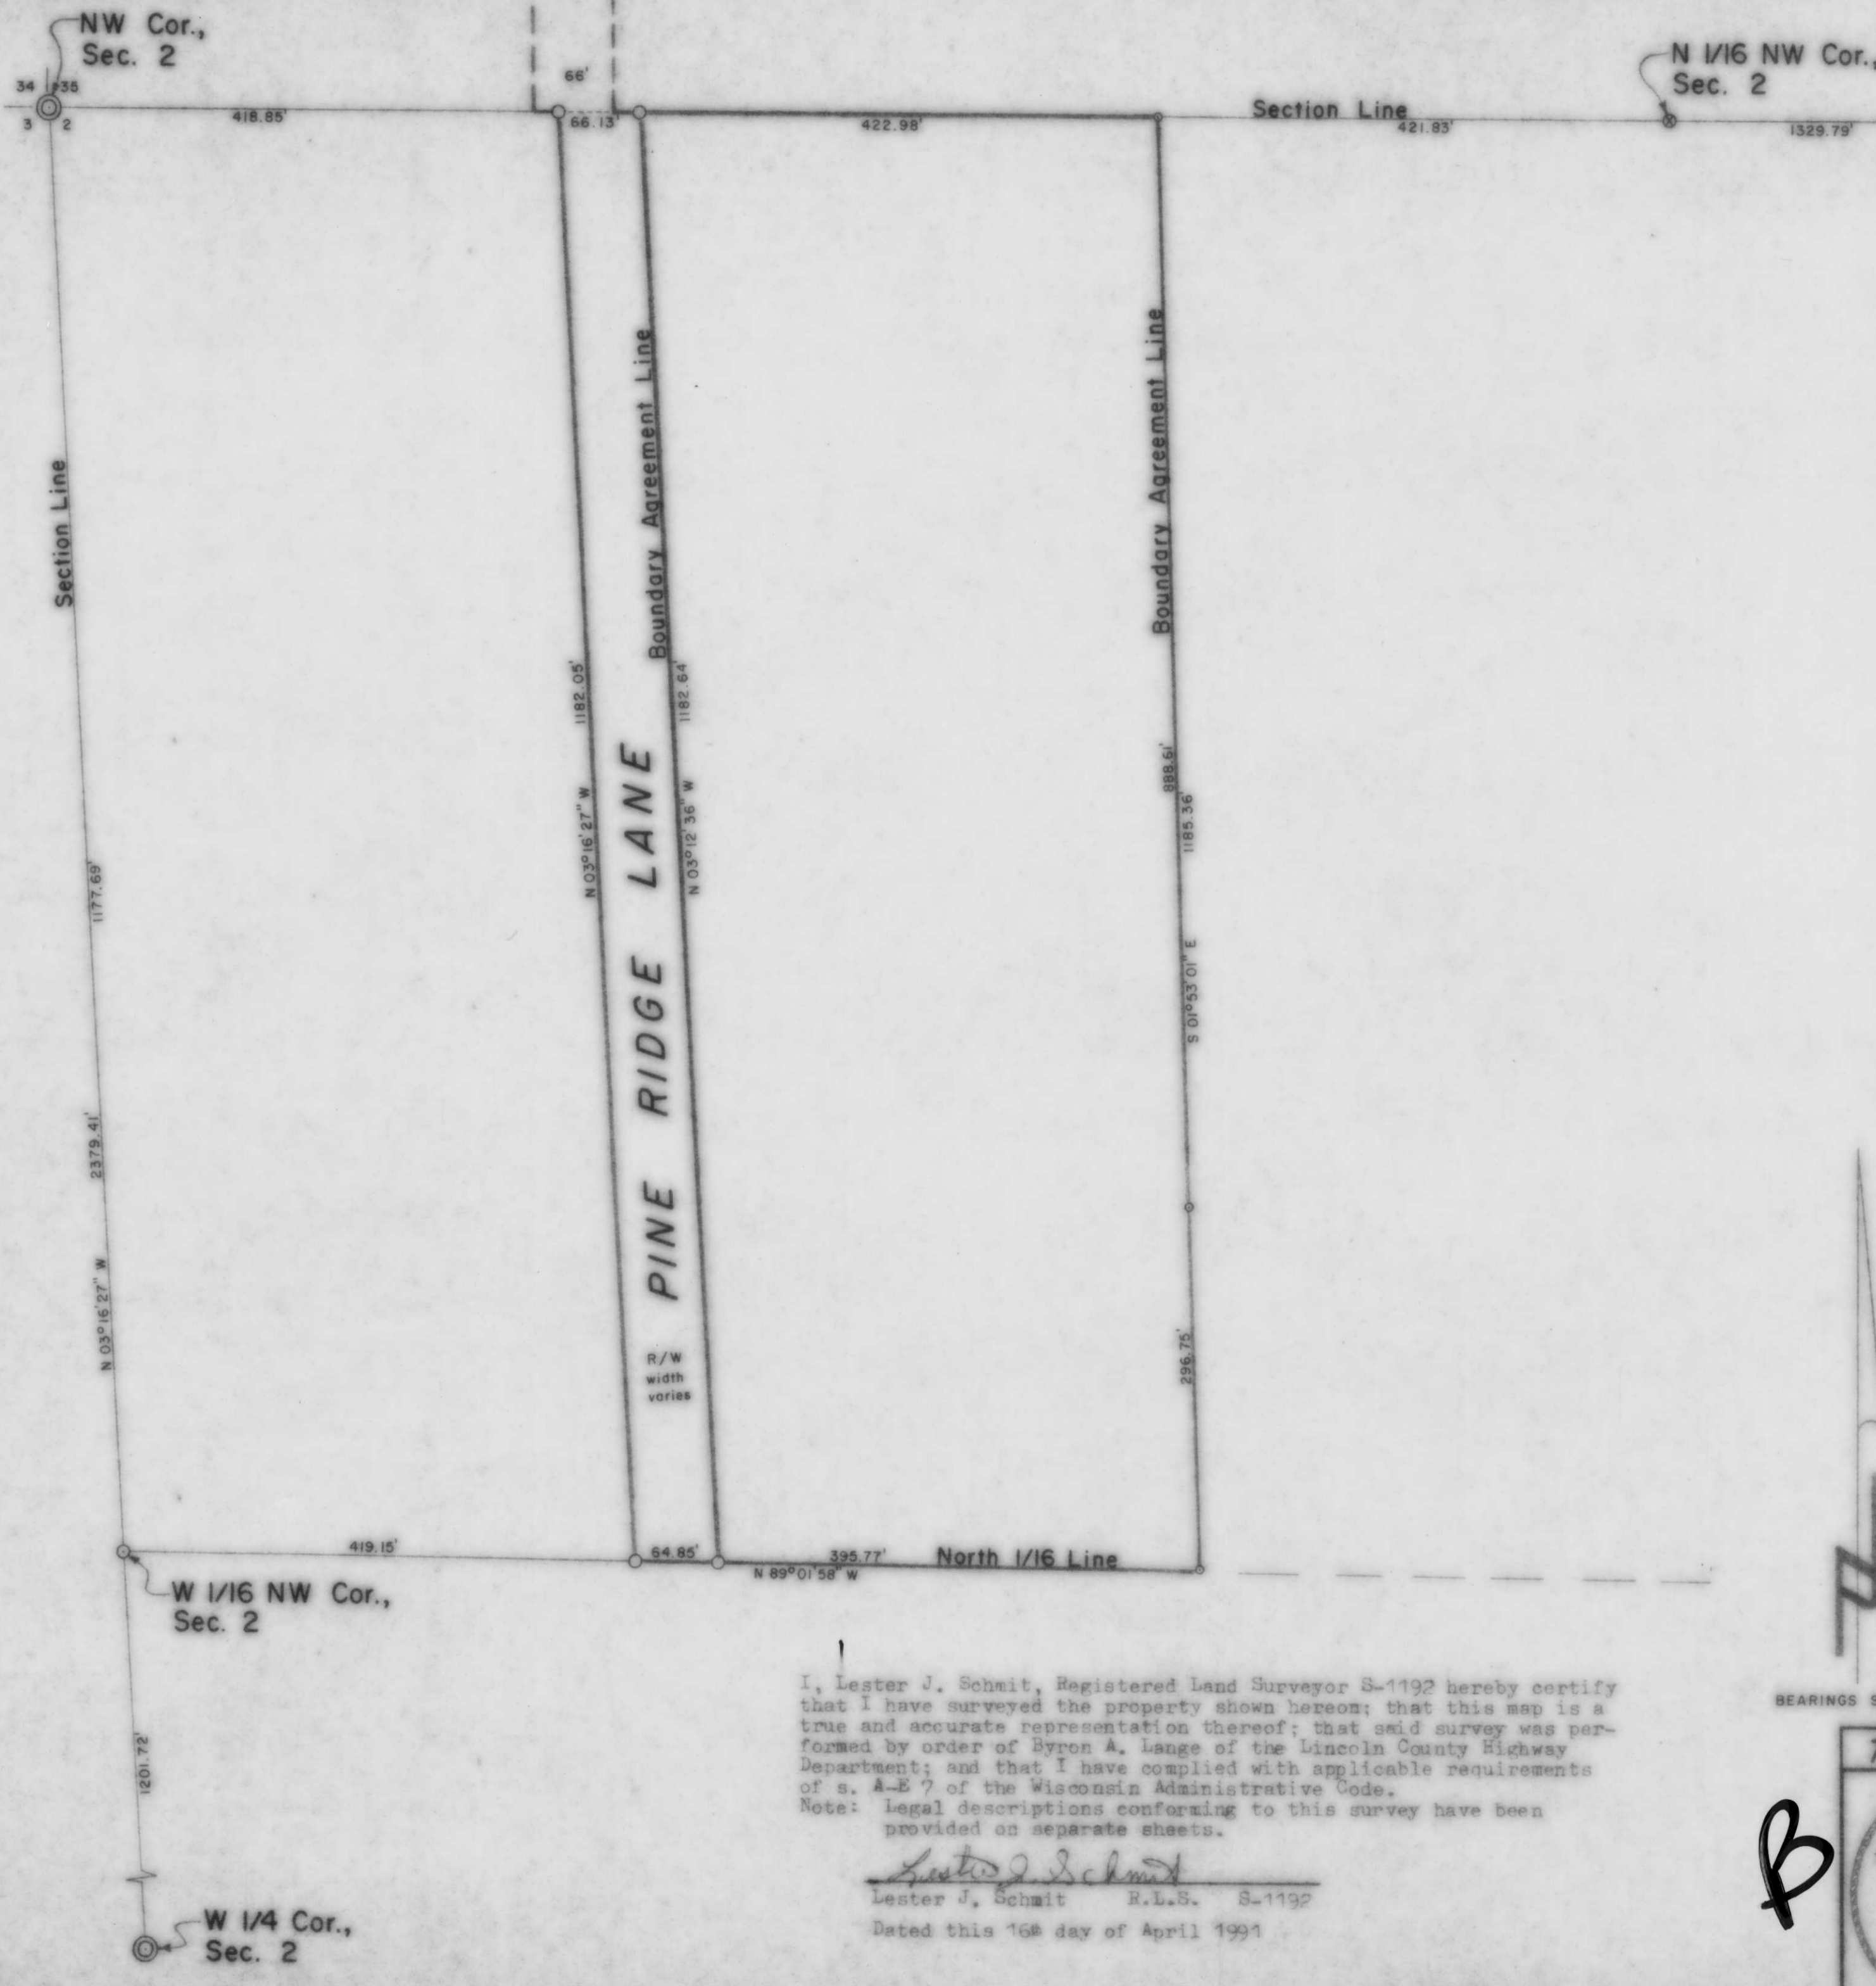 NW Cor.,
Sec. 2
N 1/16 NW Cor.,
Sec. 2
66'
34 35
3 2
418.85'
66.13'
422.98'
Section Line
421.83'
1329.79'
Section Line
1177.69'
2379.41'
N 03°16'27" W
1182.05'
N 03°16'27" W
Boundary Agreement Line
1182.64'
N 03°12'36" W
PINE RIDGE LANE
R/W
width
varies
Boundary Agreement Line
888.61'
1185.36'
S 01°53'01" E
296.75'
419.15'
64.85'
395.77'
North 1/16 Line
N 89°01'58" W
W 1/16 NW Cor.,
Sec. 2
1201.72'
W 1/4 Cor.,
Sec. 2
I, Lester J. Schmit, Registered Land Surveyor S-1192 hereby certify
that I have surveyed the property shown hereon; that this map is a
true and accurate representation thereof; that said survey was per-
formed by order of Byron A. Lange of the Lincoln County Highway
Department; and that I have complied with applicable requirements
of s. A-E 7 of the Wisconsin Administrative Code.
Note: Legal descriptions conforming to this survey have been
provided on separate sheets.
Lester J. Schmit
Lester J. Schmit R.L.S. S-1192
Dated this 16th day of April 1991
BEARINGS
B